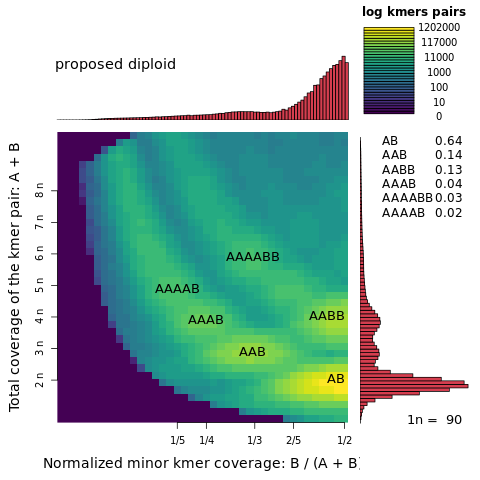 log kmers pairs
proposed diploid
1202000
117000
11000
1000
100
10
0
AB 0.64
AAB 0.14
AABB 0.13
AAAB 0.04
AAAABB 0.03
AAAAB 0.02
Total coverage of the kmer pair: A + B
8 n
7 n
6 n
5 n
4 n
3 n
2 n
AAAABB
AAAAB
AAAB
AABB
AAB
AB
1n = 90
1/5
1/4
1/3
2/5
1/2
Normalized minor kmer coverage: B / (A + B